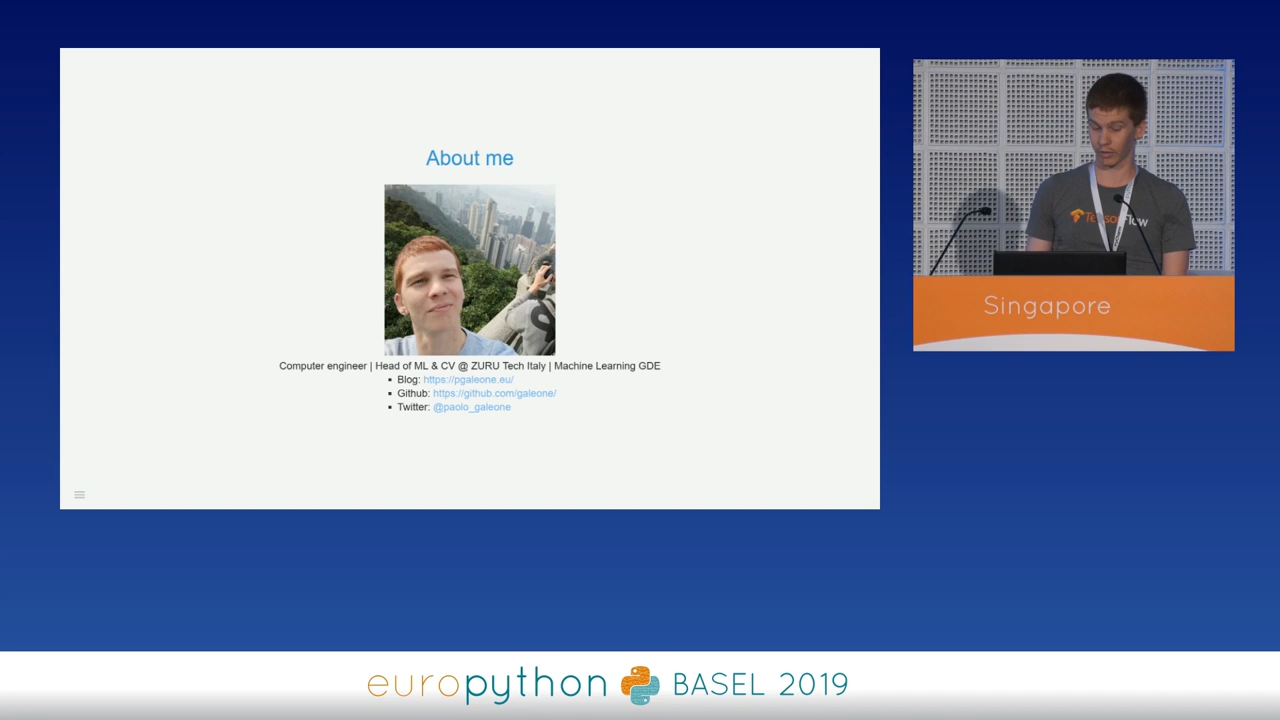 About me
Computer engineer | Head of ML & CV @ ZURU Tech Italy | Machine Learning GDE
Blog: https://pgaleone.eu/
Github: https://github.com/galeone/
Twitter: @paolo_galeone
TensorFlow
Singapore
europython BASEL 2019